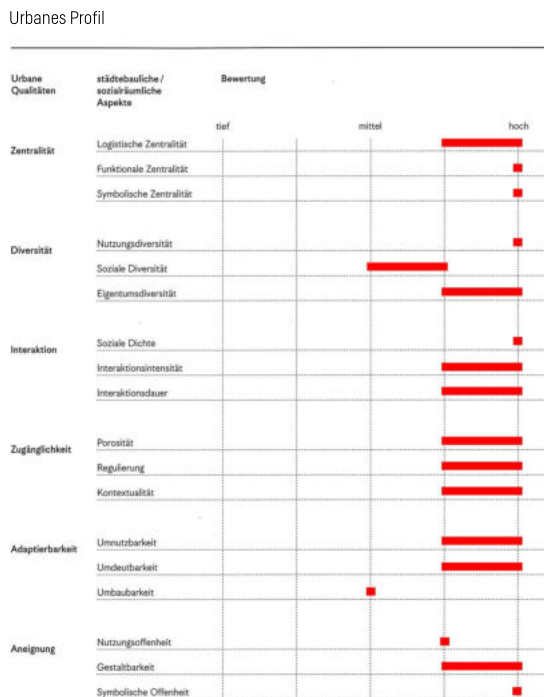 Urbanes Profil
Urbane Qualitäten
städtebauliche / sozialräumliche Aspekte
Bewertung
tief mittel hoch
Zentralität
Logistische Zentralität
Funktionale Zentralität
Symbolische Zentralität
Diversität
Nutzungsdiversität
Soziale Diversität
Eigentumsdiversität
Interaktion
Soziale Dichte
Interaktionsintensität
Interaktionsdauer
Zugänglichkeit
Porosität
Regulierung
Kontextualität
Adaptierbarkeit
Umnutzbarkeit
Umdeutbarkeit
Umbaubarkeit
Aneignung
Nutzungsoffenheit
Gestaltbarkeit
Symbolische Offenheit